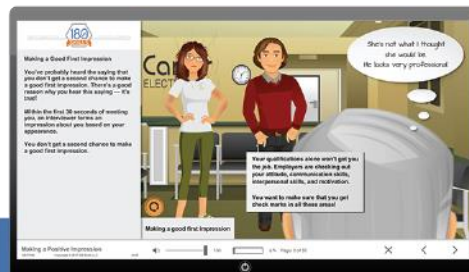 180
SKILLS
Making a Good First Impression
You've probably heard the saying that
you don't get a second chance to make
a good first impression. There's a good
reason why you hear this saying — it's
true!
Within the first 30 seconds of meeting
you, an interviewer forms an
impression about you based on your
appearance.
You don't get a second chance to make
a good first impression.
ELECT
She's not what I thought
she would be.
He looks very professional
Your qualifications alone won't get you
the job. Employers are checking out
your attitude, communication skills,
interpersonal skills, and motivation.
You want to make sure that you get
check marks in all these areas!
Making a good first impression
Making a Positive Impression